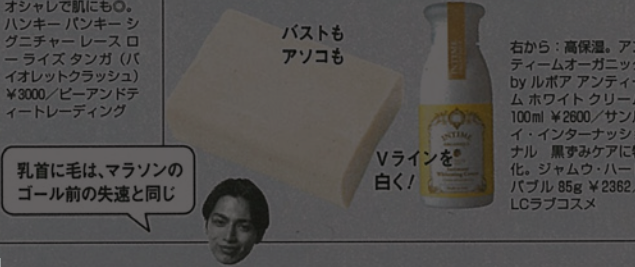 オシャレで肌にも◎。
ハンキー パンキー シ
グニチャー レース ロ
ー ライズ タンガ（バ
イオレットクラッシュ）
￥3000／ビーアンドテ
ィートレーディング
バストも
アソコも
Vラインを
白く!
INTIME
乳首に毛は、マラソンの
ゴール前の失速と同じ
右から：高保湿。ア
ティームオーガニッ
by ルボア アンティ
ム ホワイト クリー
100ml ￥2600／サン
イ・インターナッシ
ナル　黒ずみケアに
化。ジャムウ・ハー
バブル 85g ￥2362
LCラブコスメ